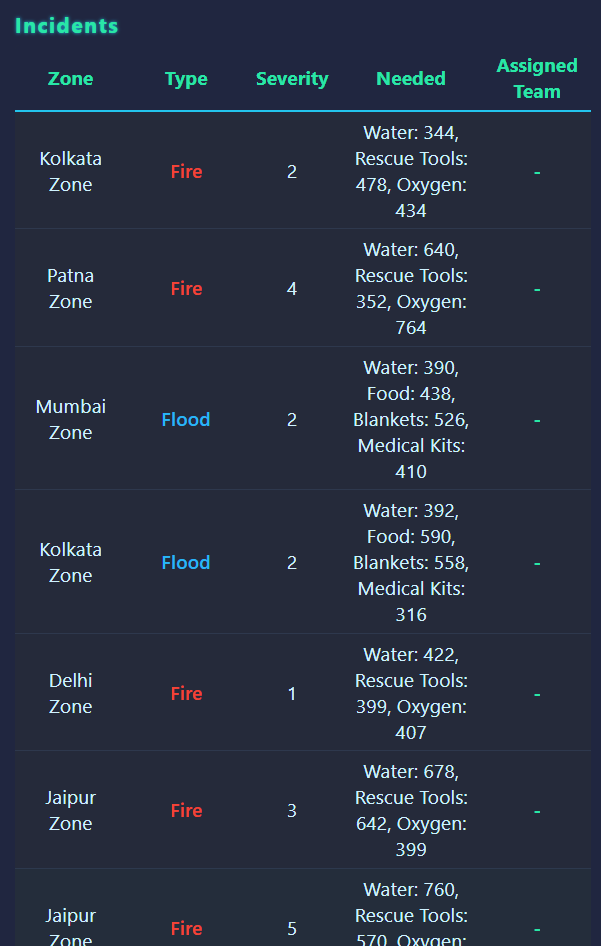 Incidents
Zone Type Severity Needed Assigned Team
Kolkata Zone Fire 2 Water: 344,
Rescue Tools:
478, Oxygen:
434
-
Patna Zone Fire 4 Water: 640,
Rescue Tools:
352, Oxygen:
764
-
Mumbai Zone Flood 2 Water: 390,
Food: 438,
Blankets: 526,
Medical Kits:
410
-
Kolkata Zone Flood 2 Water: 392,
Food: 590,
Blankets: 558,
Medical Kits:
316
-
Delhi Zone Fire 1 Water: 422,
Rescue Tools:
399, Oxygen:
407
-
Jaipur Zone Fire 3 Water: 678,
Rescue Tools:
642, Oxygen:
399
-
Jaipur Zone Fire 5 Water: 760,
Rescue Tools:
570, Oxygen:
-